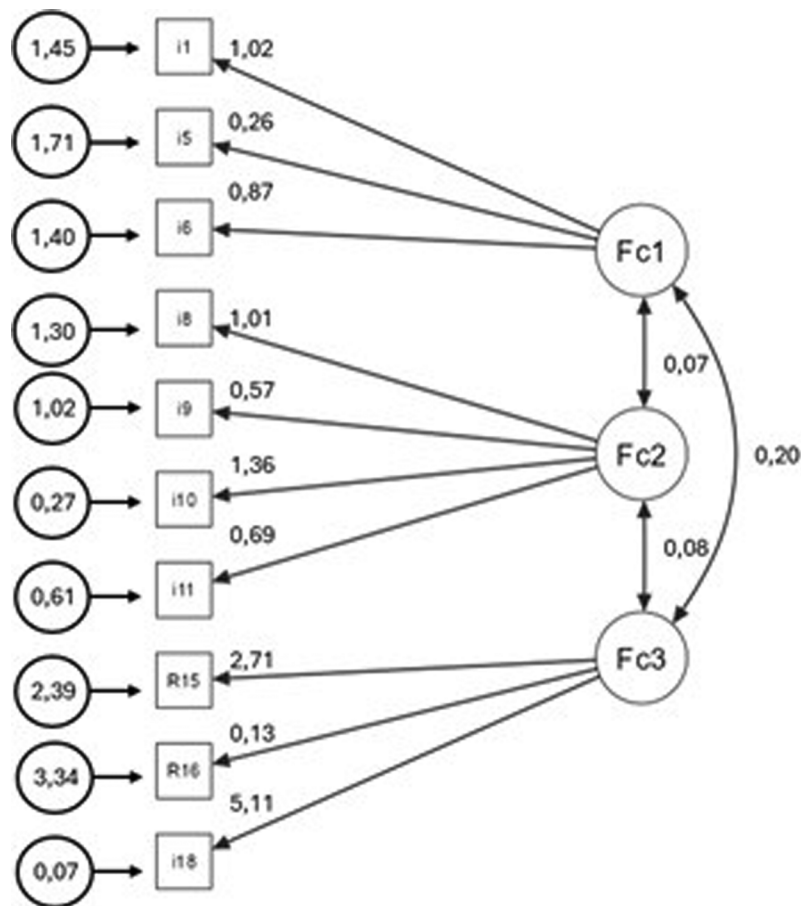 1,45 i1 1,02
0,26
1,71 i5
0,87
1,40 i6
Fc1
1,30 i8 1,01
0,07
0,57
1,02 i9
Fc2 0,20
1,36
0,27 i10
0,69
0,08
0,61 i11
2,71 Fc3
2,39 R15
0,13
3,34 R16
5,11
0,07 i18